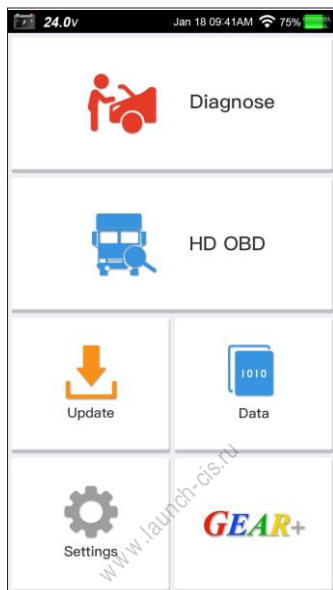 24.0v Jan 18 09:41AM 75%
Diagnose
HD OBD
1010
Update Data
Settings GEAR+
www.launch-cis.ru